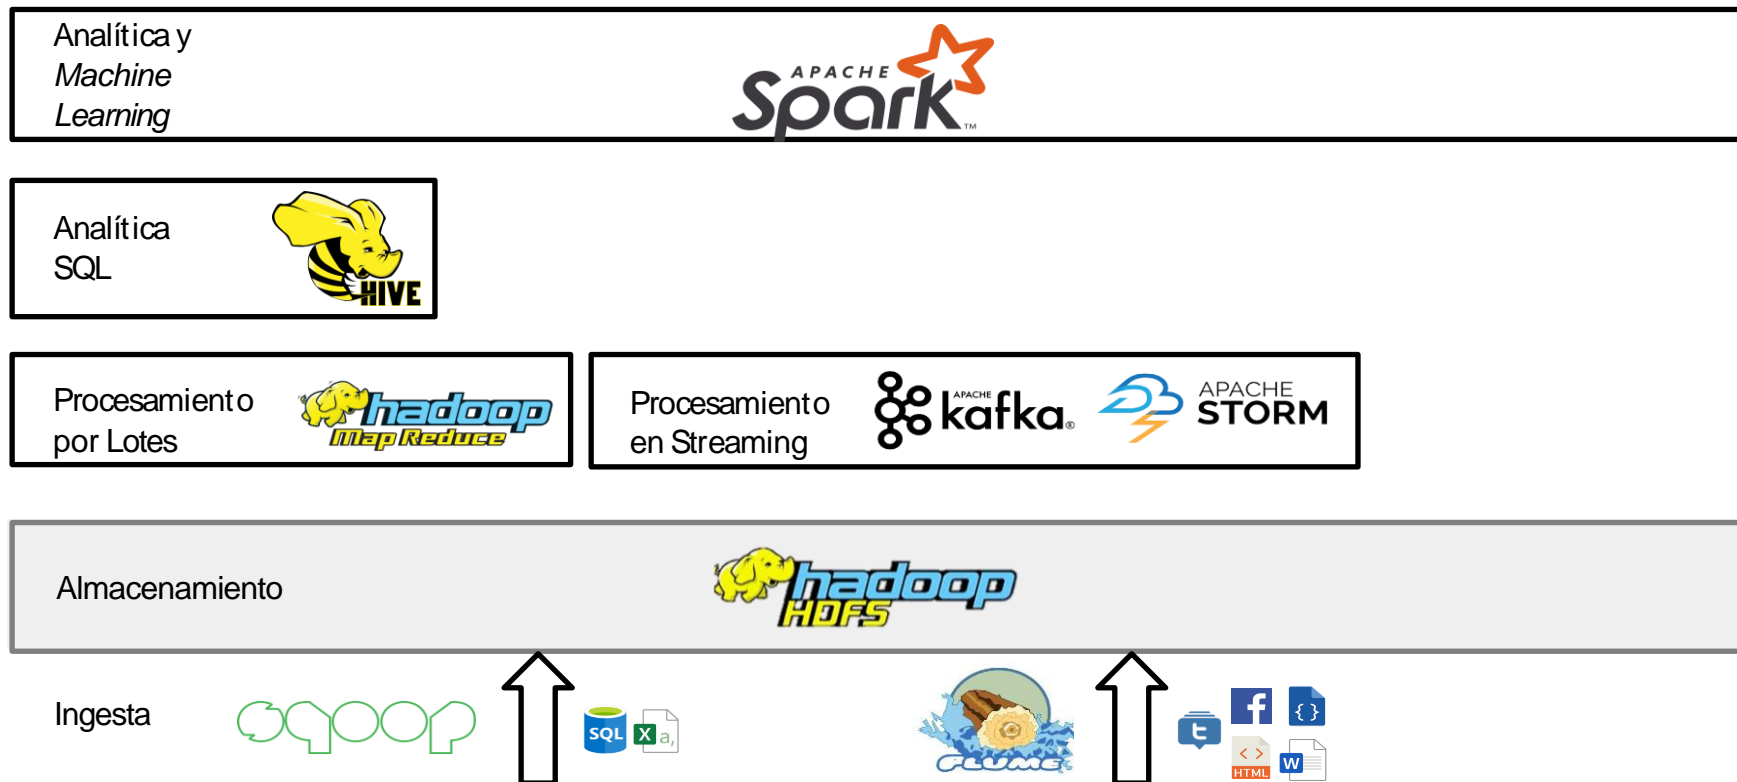 Analítica y
Machine
Learning
APACHE
Spark
TM
Analítica
SQL
HIVE
Procesamiento
por Lotes
hadoop
Map Reduce
Procesamiento
en Streaming
APACHE
kafka®
APACHE
STORM
Almacenamiento
hadoop
HDFS
Ingesta
sqoop
SQL
X a,
FLUME
t
f
{ }
< >
HTML
W